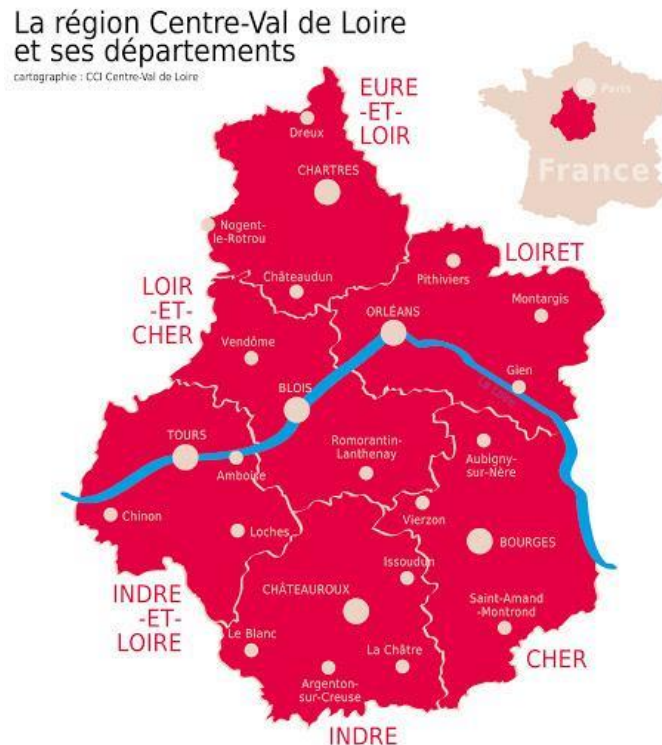 La région Centre-Val de Loire
et ses départements
cartographie : CCI Centre-Val de Loire
EURE
-ET-
LOIR
Paris
France
Dreux
CHARTRES
Nogent-
le-Rotrou
Châteaudun
LOIRET
Pithiviers
Montargis
LOIR
-ET-
CHER
ORLÉANS
Vendôme
Gien
La Loire
BLOIS
TOURS
Amboise
Romorantin-
Lanthenay
Aubigny-
sur-Nère
Chinon
Loches
Vierzon
BOURGES
Issoudun
CHÂTEAUROUX
INDRE
-ET-
LOIRE
Saint-Amand
-Montrond
Le Blanc
La Châtre
Argenton-
sur-Creuse
CHER
INDRE